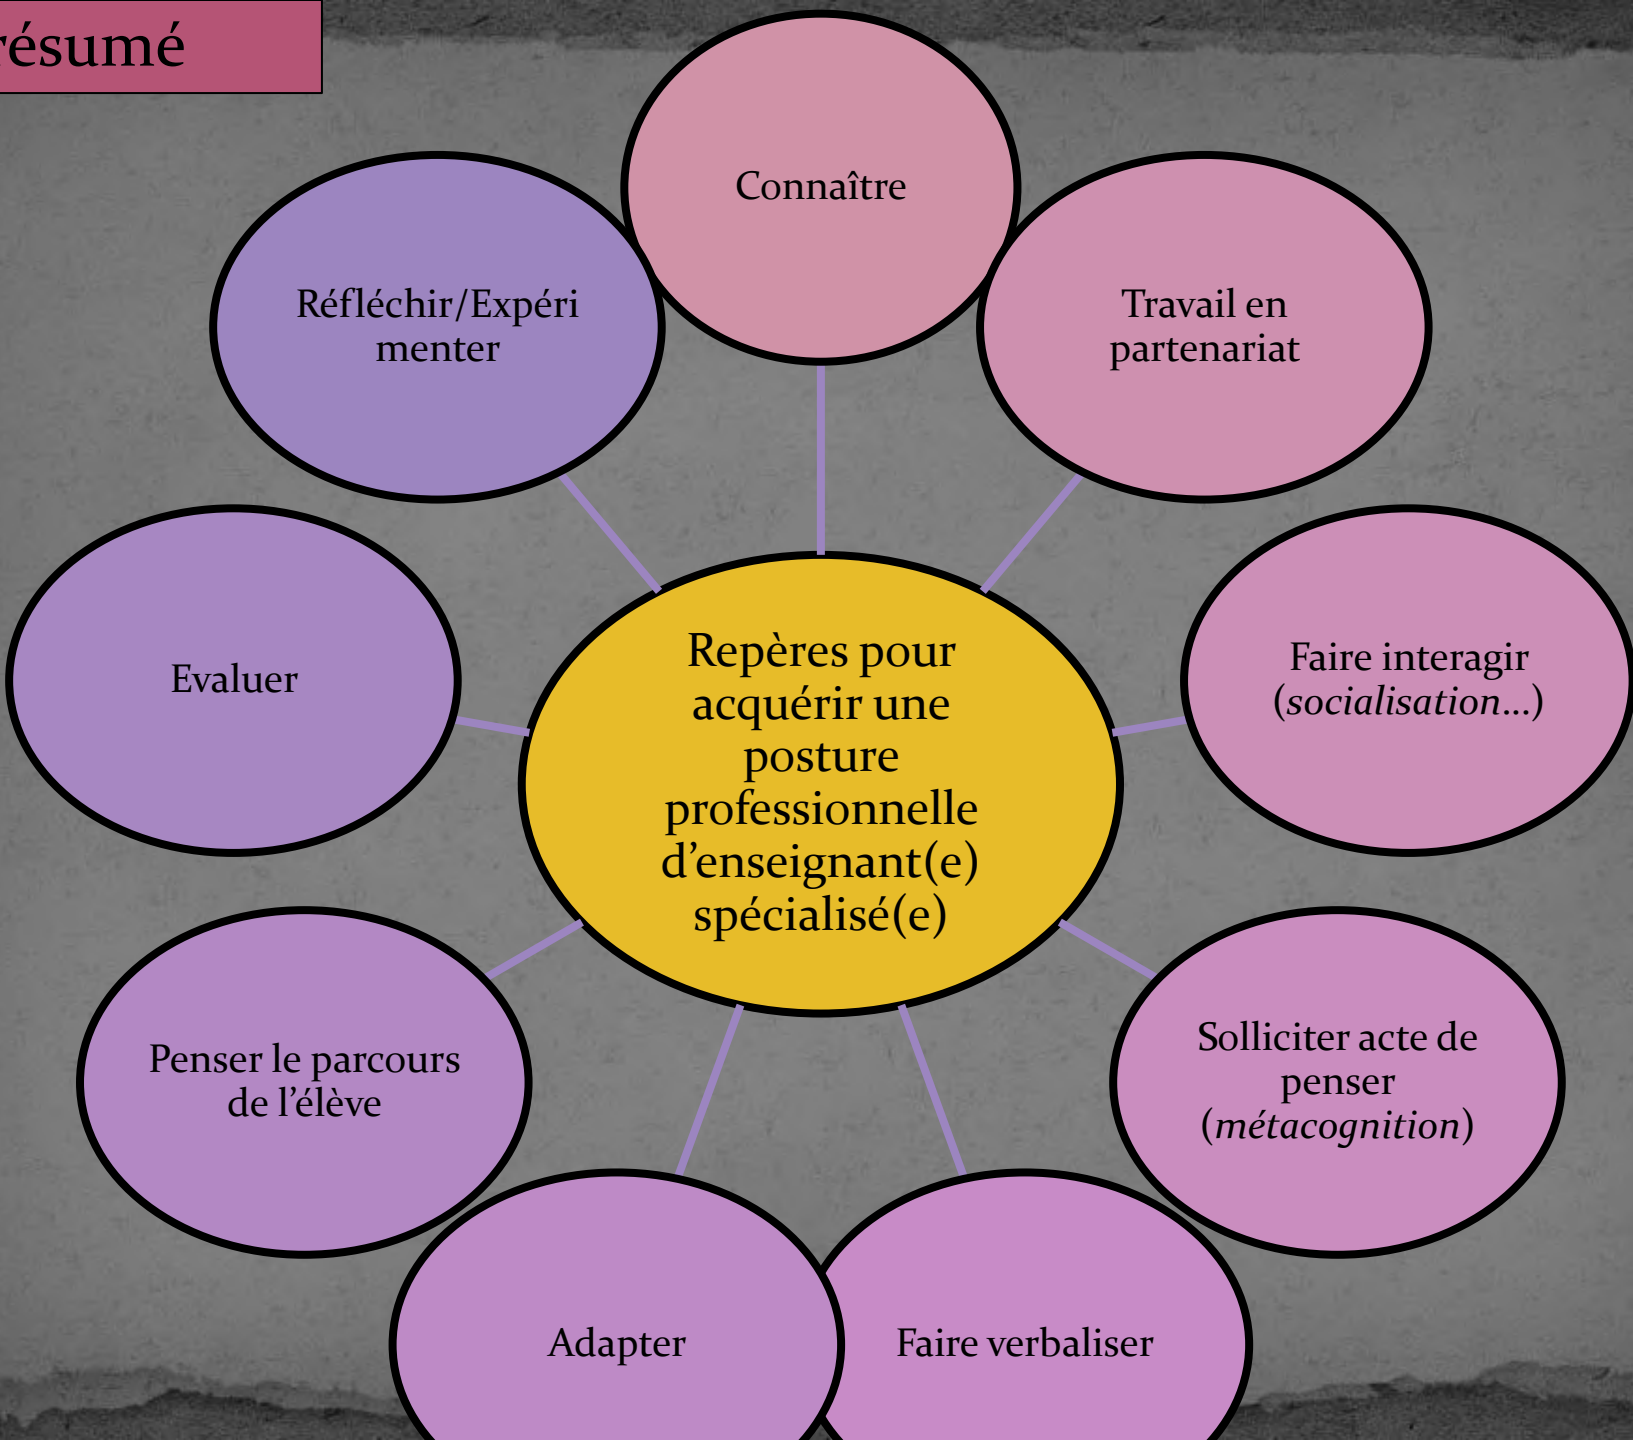 résumé
Connaître
Travail en
partenariat
Faire interagir
(socialisation...)
Solliciter acte de
penser
(métacognition)
Faire verbaliser
Adapter
Penser le parcours
de l’élève
Evaluer
Réfléchir/Expéri
menter
Repères pour
acquérir une
posture
professionnelle
d’enseignant(e)
spécialisé(e)